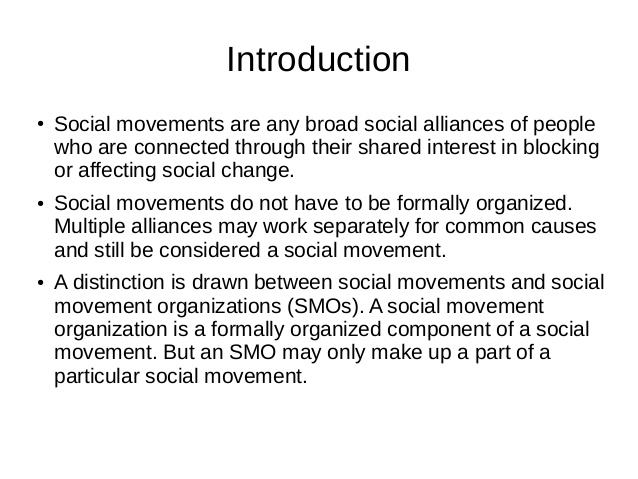 Introduction
• Social movements are any broad social alliances of people
who are connected through their shared interest in blocking
or affecting social change.
• Social movements do not have to be formally organized.
Multiple alliances may work separately for common causes
and still be considered a social movement.
• A distinction is drawn between social movements and social
movement organizations (SMOs). A social movement
organization is a formally organized component of a social
movement. But an SMO may only make up a part of a
particular social movement.